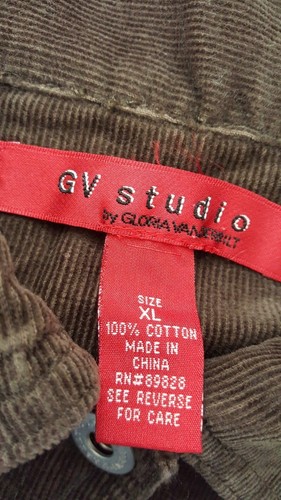 GV studio
by GLORIA VANDERBILT
SIZE
XL
100% COTTON
MADE IN
CHINA
RN#89828
SEE REVERSE
FOR CARE